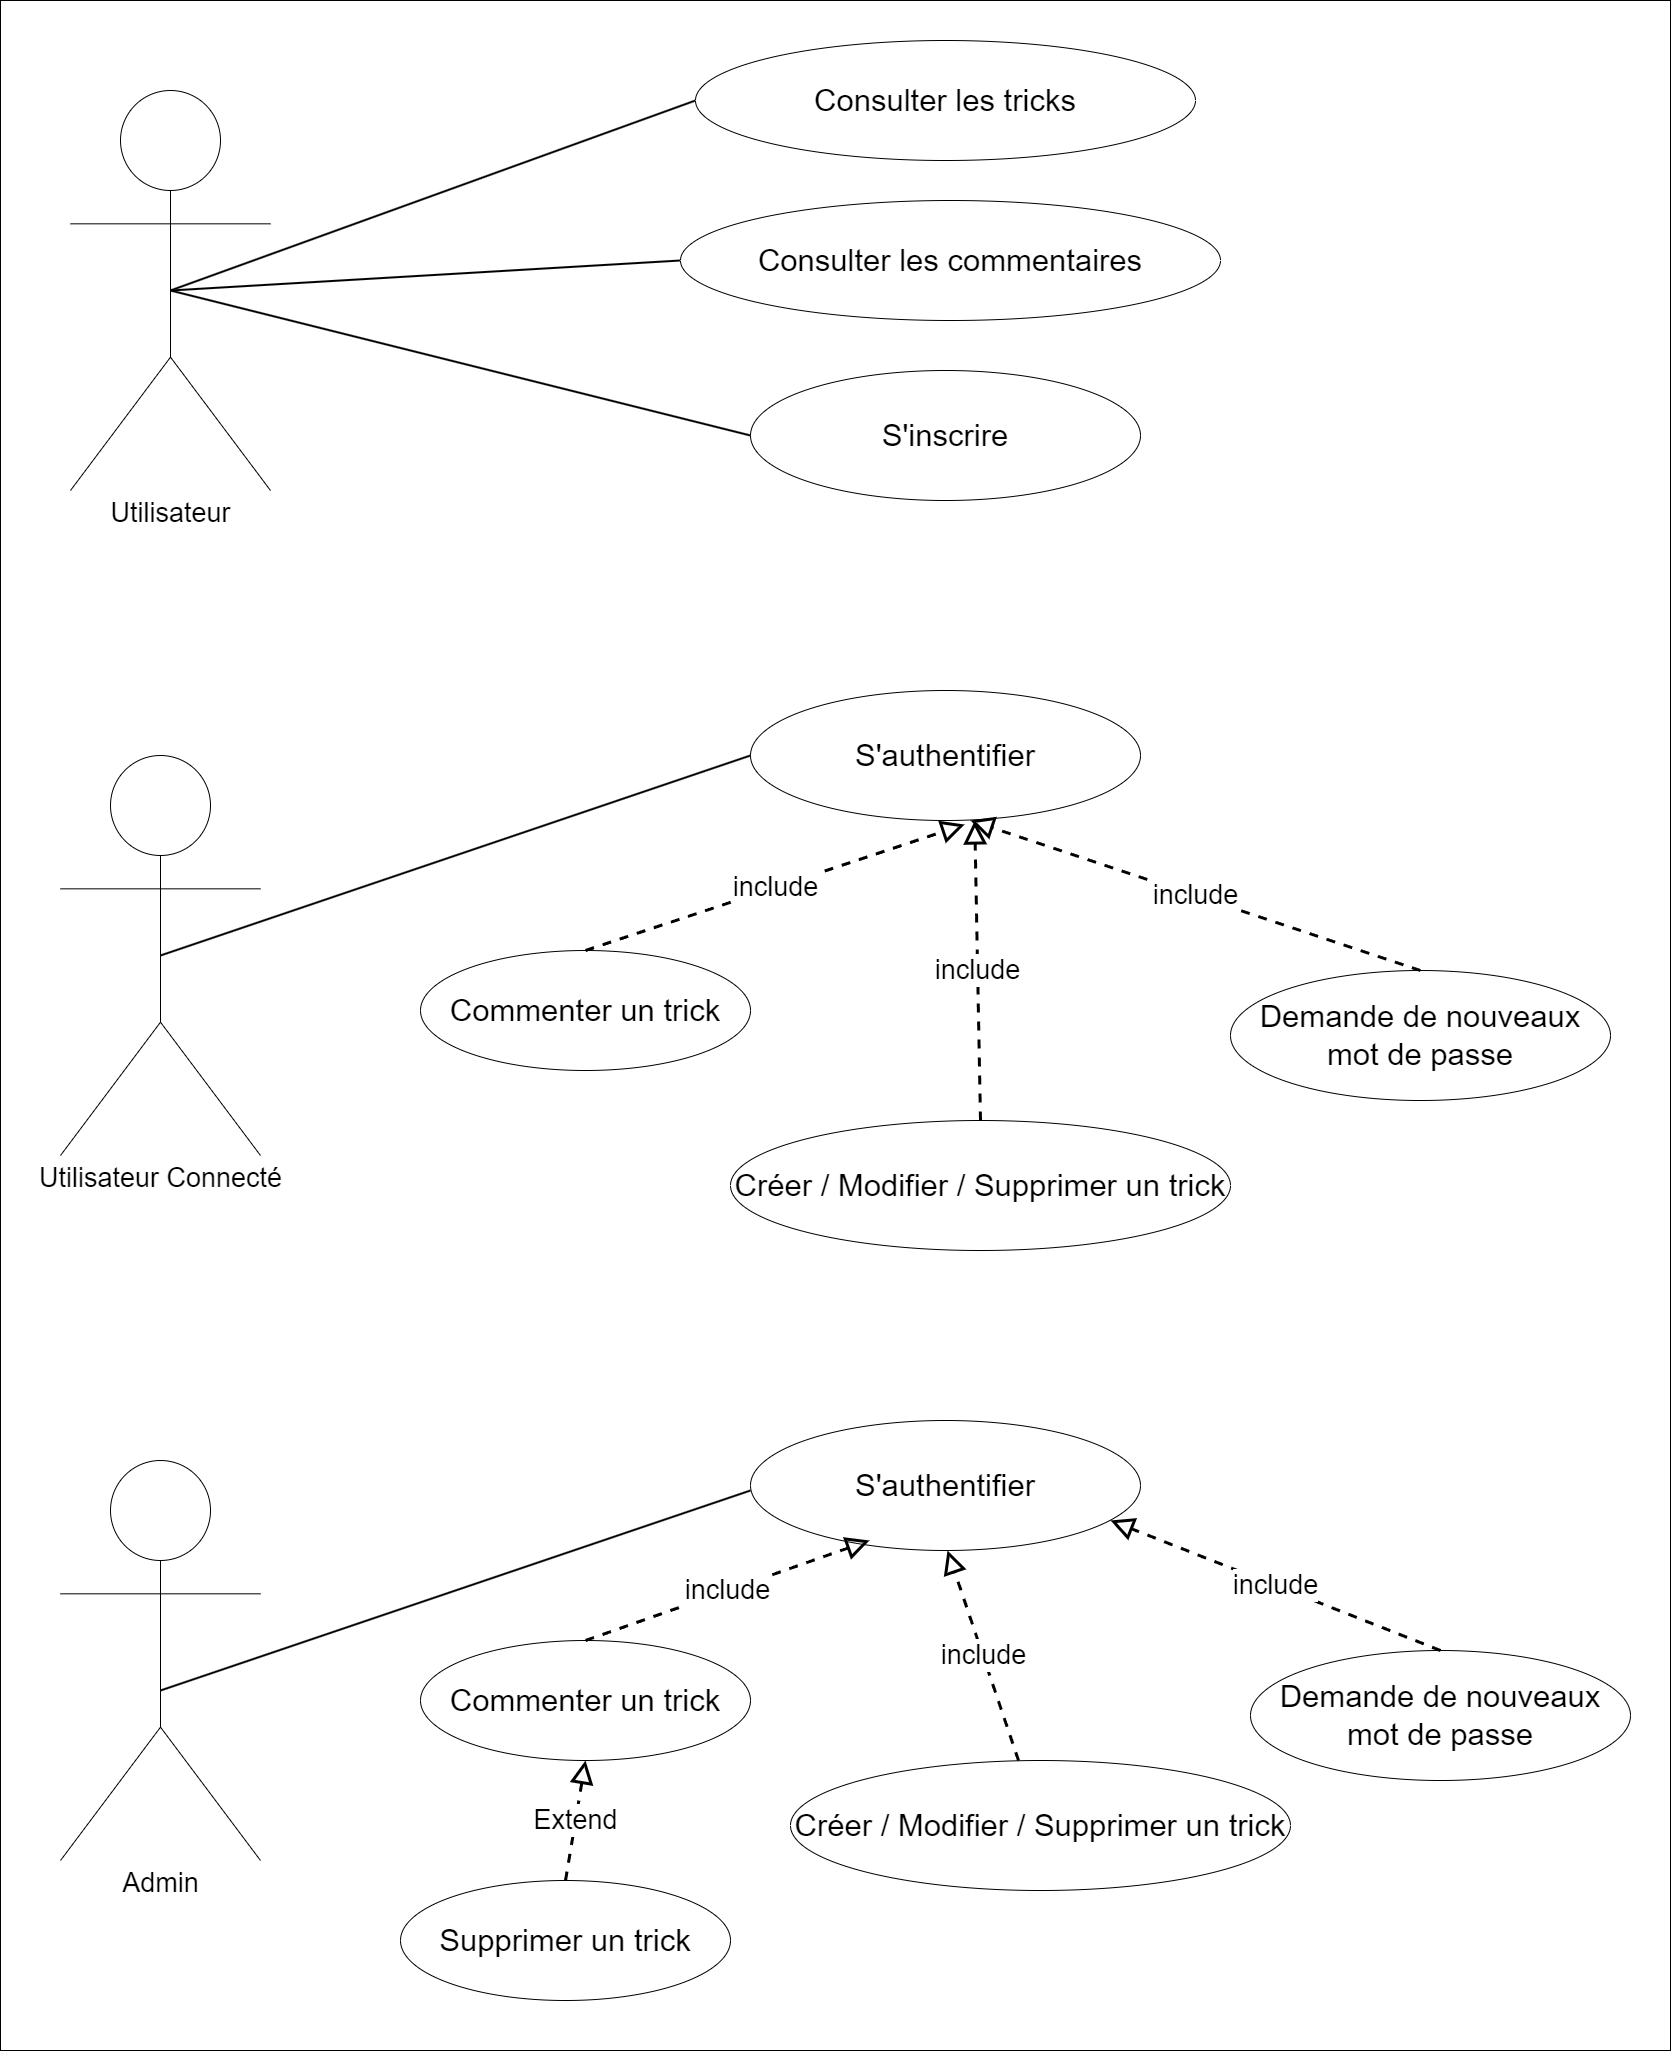 Consulter les tricks
Consulter les commentaires
S'inscrire
Utilisateur
S'authentifier
include
include
include
Commenter un trick
Demande de nouveaux
mot de passe
Créer / Modifier / Supprimer un trick
Utilisateur Connecté
S'authentifier
include
include
include
Commenter un trick
Demande de nouveaux
mot de passe
Extend
Créer / Modifier / Supprimer un trick
Admin
Supprimer un trick